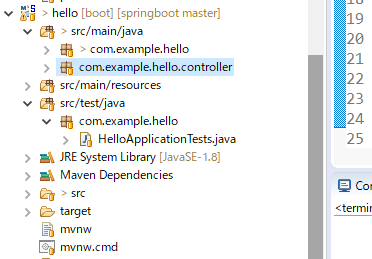 > hello [boot] [springboot master]
> src/main/java
> com.example.hello
com.example.hello.controller
src/main/resources
src/test/java
com.example.hello
> HelloApplicationTests.java
JRE System Library [JavaSE-1.8]
Maven Dependencies
> src
target
mvnw
mvnw.cmd
18
19
20
21
22
23
24
25
Con
<termin